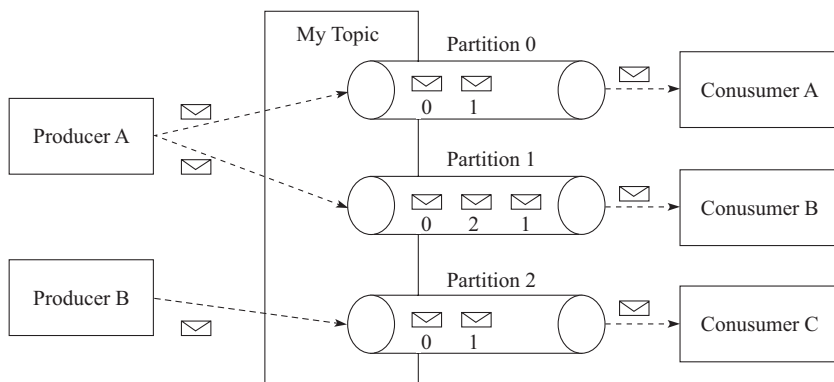 My Topic
Partition 0
Producer A
0 1
Conusumer A
Partition 1
0 2 1
Conusumer B
Producer B
Partition 2
0 1
Conusumer C